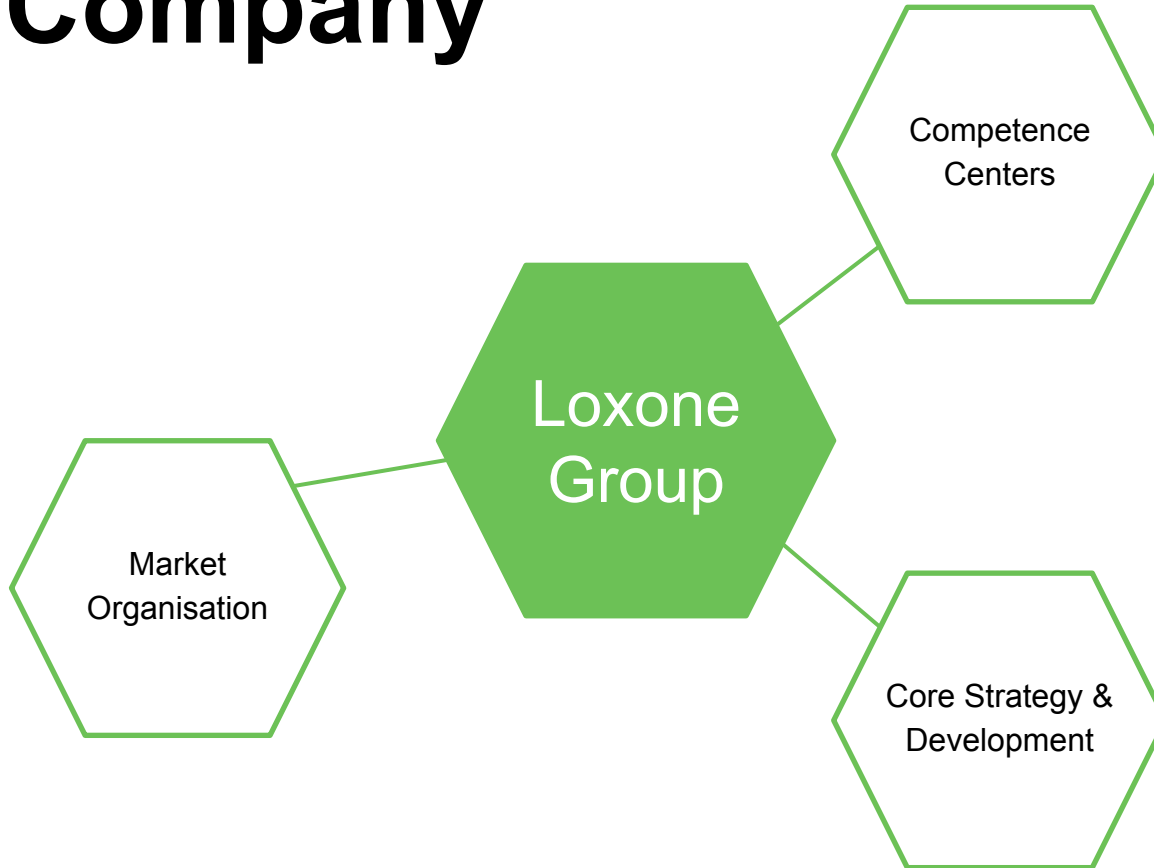 Company
Competence
Centers
Loxone
Group
Market
Organisation
Core Strategy &
Development